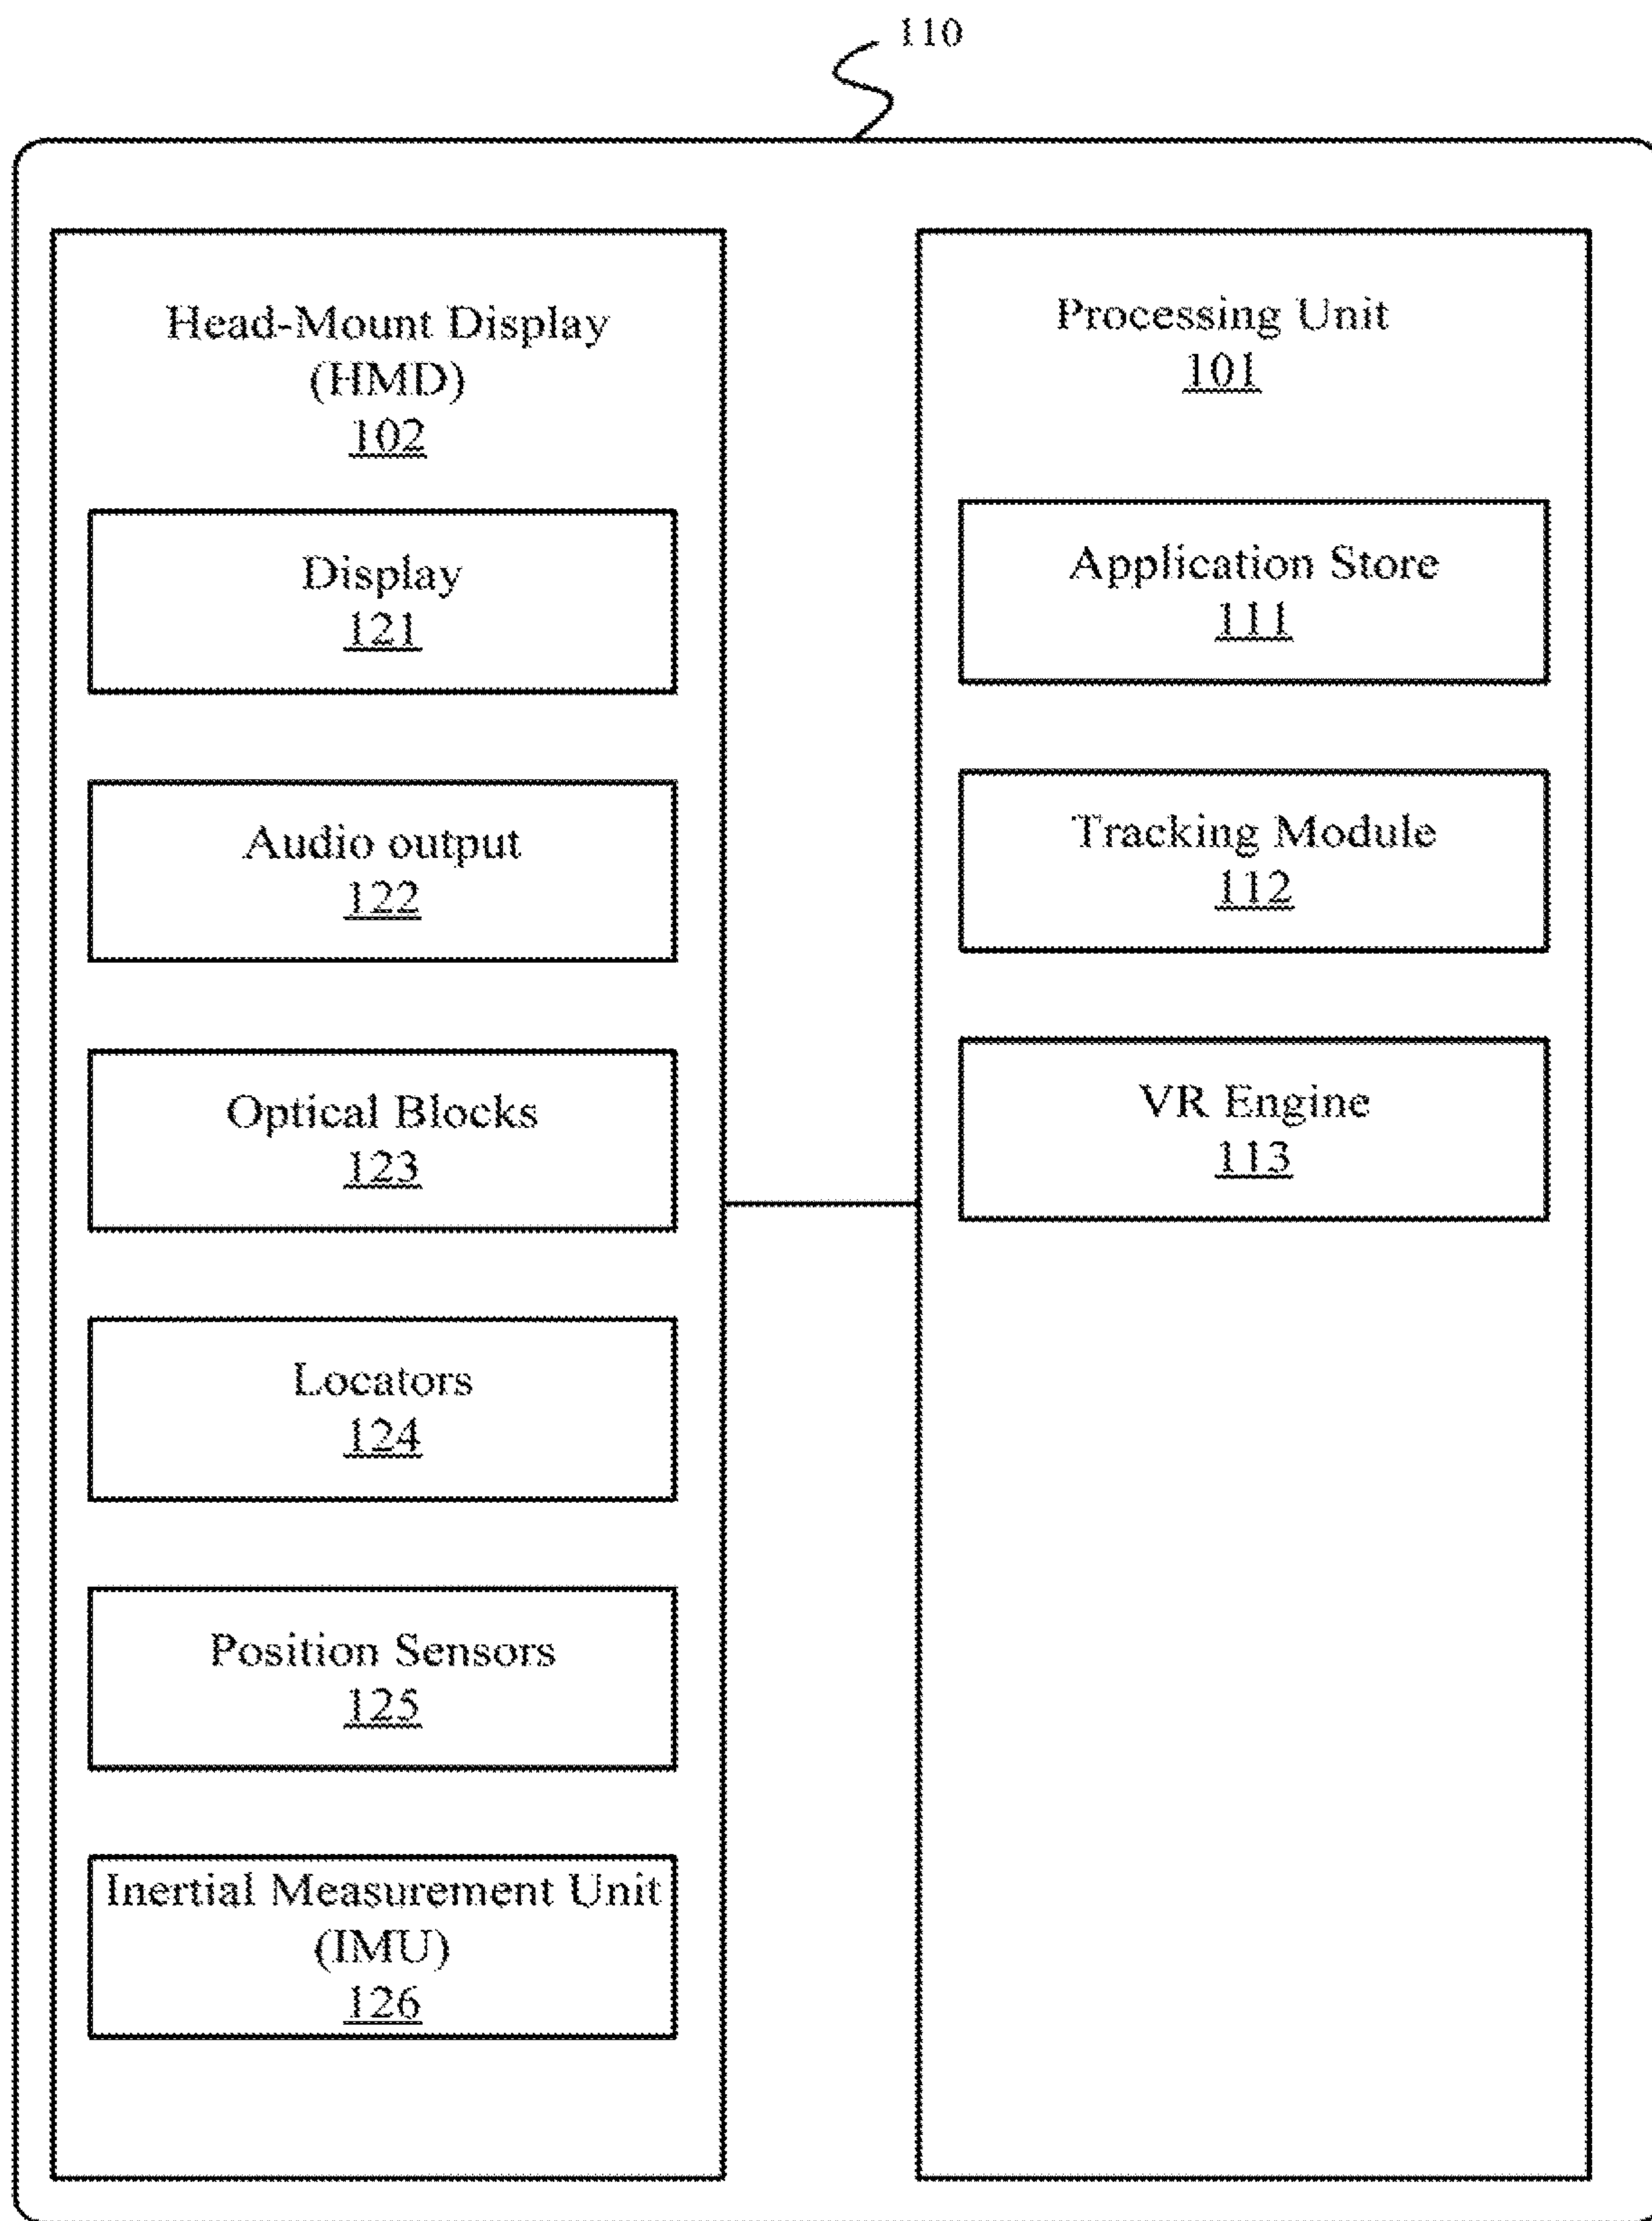 110
Head-Mount Display
(HMD)
102
Display
121
Audio output
122
Optical Blocks
123
Locators
124
Position Sensors
125
Inertial Measurement Unit
(IMU)
126
Processing Unit
101
Application Store
111
Tracking Module
112
VR Engine
113